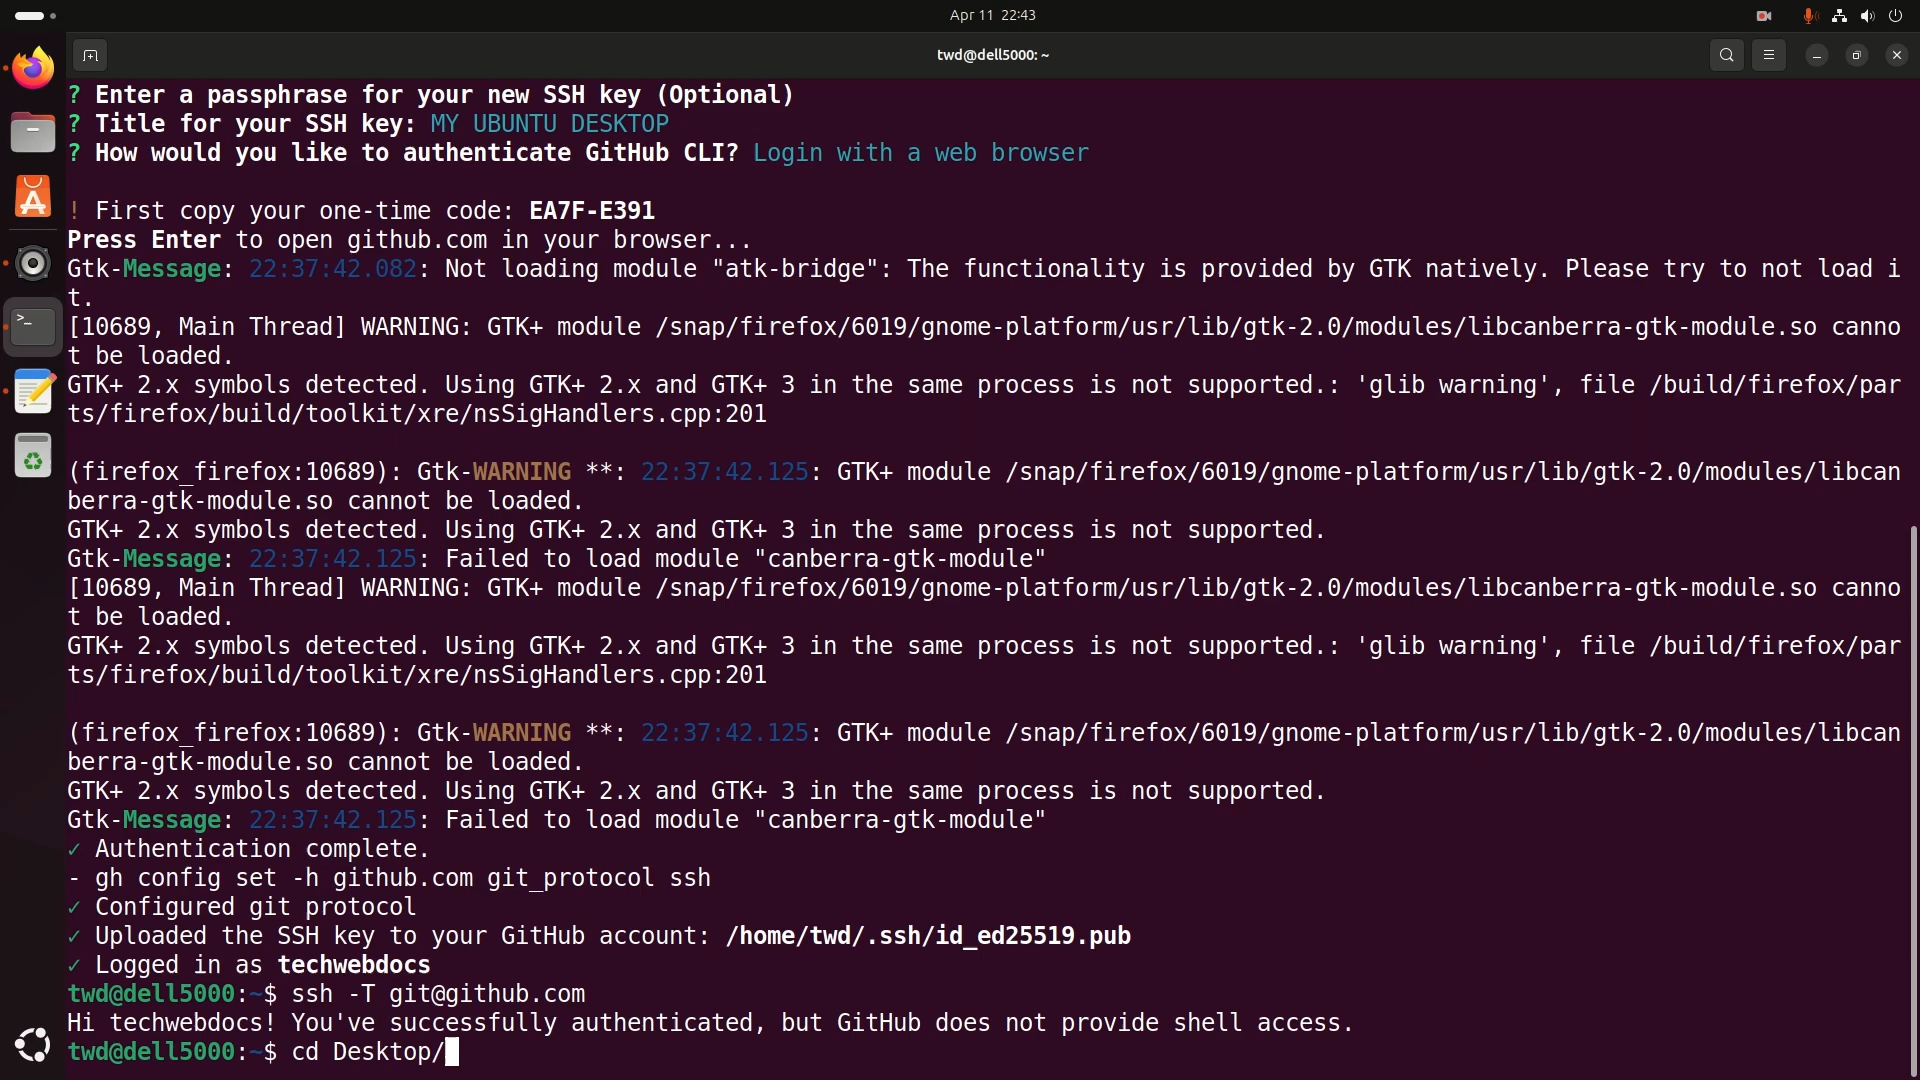 Apr 11 22:43
twd@dell5000: ~
? Enter a passphrase for your new SSH key (Optional)
? Title for your SSH key: MY UBUNTU DESKTOP
? How would you like to authenticate GitHub CLI? Login with a web browser
! First copy your one-time code: EA7F-E391
Press Enter to open github.com in your browser...
Gtk-Message: 22:37:42.082: Not loading module "atk-bridge": The functionality is provided by GTK natively. Please try to not load i
t.
[10689, Main Thread] WARNING: GTK+ module /snap/firefox/6019/gnome-platform/usr/lib/gtk-2.0/modules/libcanberra-gtk-module.so canno
t be loaded.
GTK+ 2.x symbols detected. Using GTK+ 2.x and GTK+ 3 in the same process is not supported.: 'glib warning', file /build/firefox/par
ts/firefox/build/toolkit/xre/nsSigHandlers.cpp:201
(firefox_firefox:10689): Gtk-WARNING **: 22:37:42.125: GTK+ module /snap/firefox/6019/gnome-platform/usr/lib/gtk-2.0/modules/libcan
berra-gtk-module.so cannot be loaded.
GTK+ 2.x symbols detected. Using GTK+ 2.x and GTK+ 3 in the same process is not supported.
Gtk-Message: 22:37:42.125: Failed to load module "canberra-gtk-module"
[10689, Main Thread] WARNING: GTK+ module /snap/firefox/6019/gnome-platform/usr/lib/gtk-2.0/modules/libcanberra-gtk-module.so canno
t be loaded.
GTK+ 2.x symbols detected. Using GTK+ 2.x and GTK+ 3 in the same process is not supported.: 'glib warning', file /build/firefox/par
ts/firefox/build/toolkit/xre/nsSigHandlers.cpp:201
(firefox_firefox:10689): Gtk-WARNING **: 22:37:42.125: GTK+ module /snap/firefox/6019/gnome-platform/usr/lib/gtk-2.0/modules/libcan
berra-gtk-module.so cannot be loaded.
GTK+ 2.x symbols detected. Using GTK+ 2.x and GTK+ 3 in the same process is not supported.
Gtk-Message: 22:37:42.125: Failed to load module "canberra-gtk-module"
✓ Authentication complete.
- gh config set -h github.com git_protocol ssh
✓ Configured git protocol
✓ Uploaded the SSH key to your GitHub account: /home/twd/.ssh/id_ed25519.pub
✓ Logged in as techwebdocs
twd@dell5000:~$ ssh -T git@github.com
Hi techwebdocs! You've successfully authenticated, but GitHub does not provide shell access.
twd@dell5000:~$ cd Desktop/